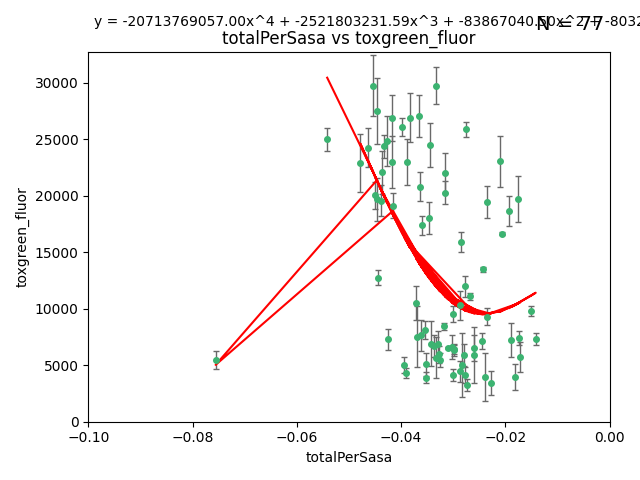 y = -20713769057.00x^4 + -2521803231.59x^3 + -83867040.50x^2 + -8032
N = 77
totalPerSasa vs toxgreen_fluor
30000
25000
20000
15000
10000
5000
0
toxgreen_fluor
−0.10
−0.08
−0.06
−0.04
−0.02
0.00
totalPerSasa